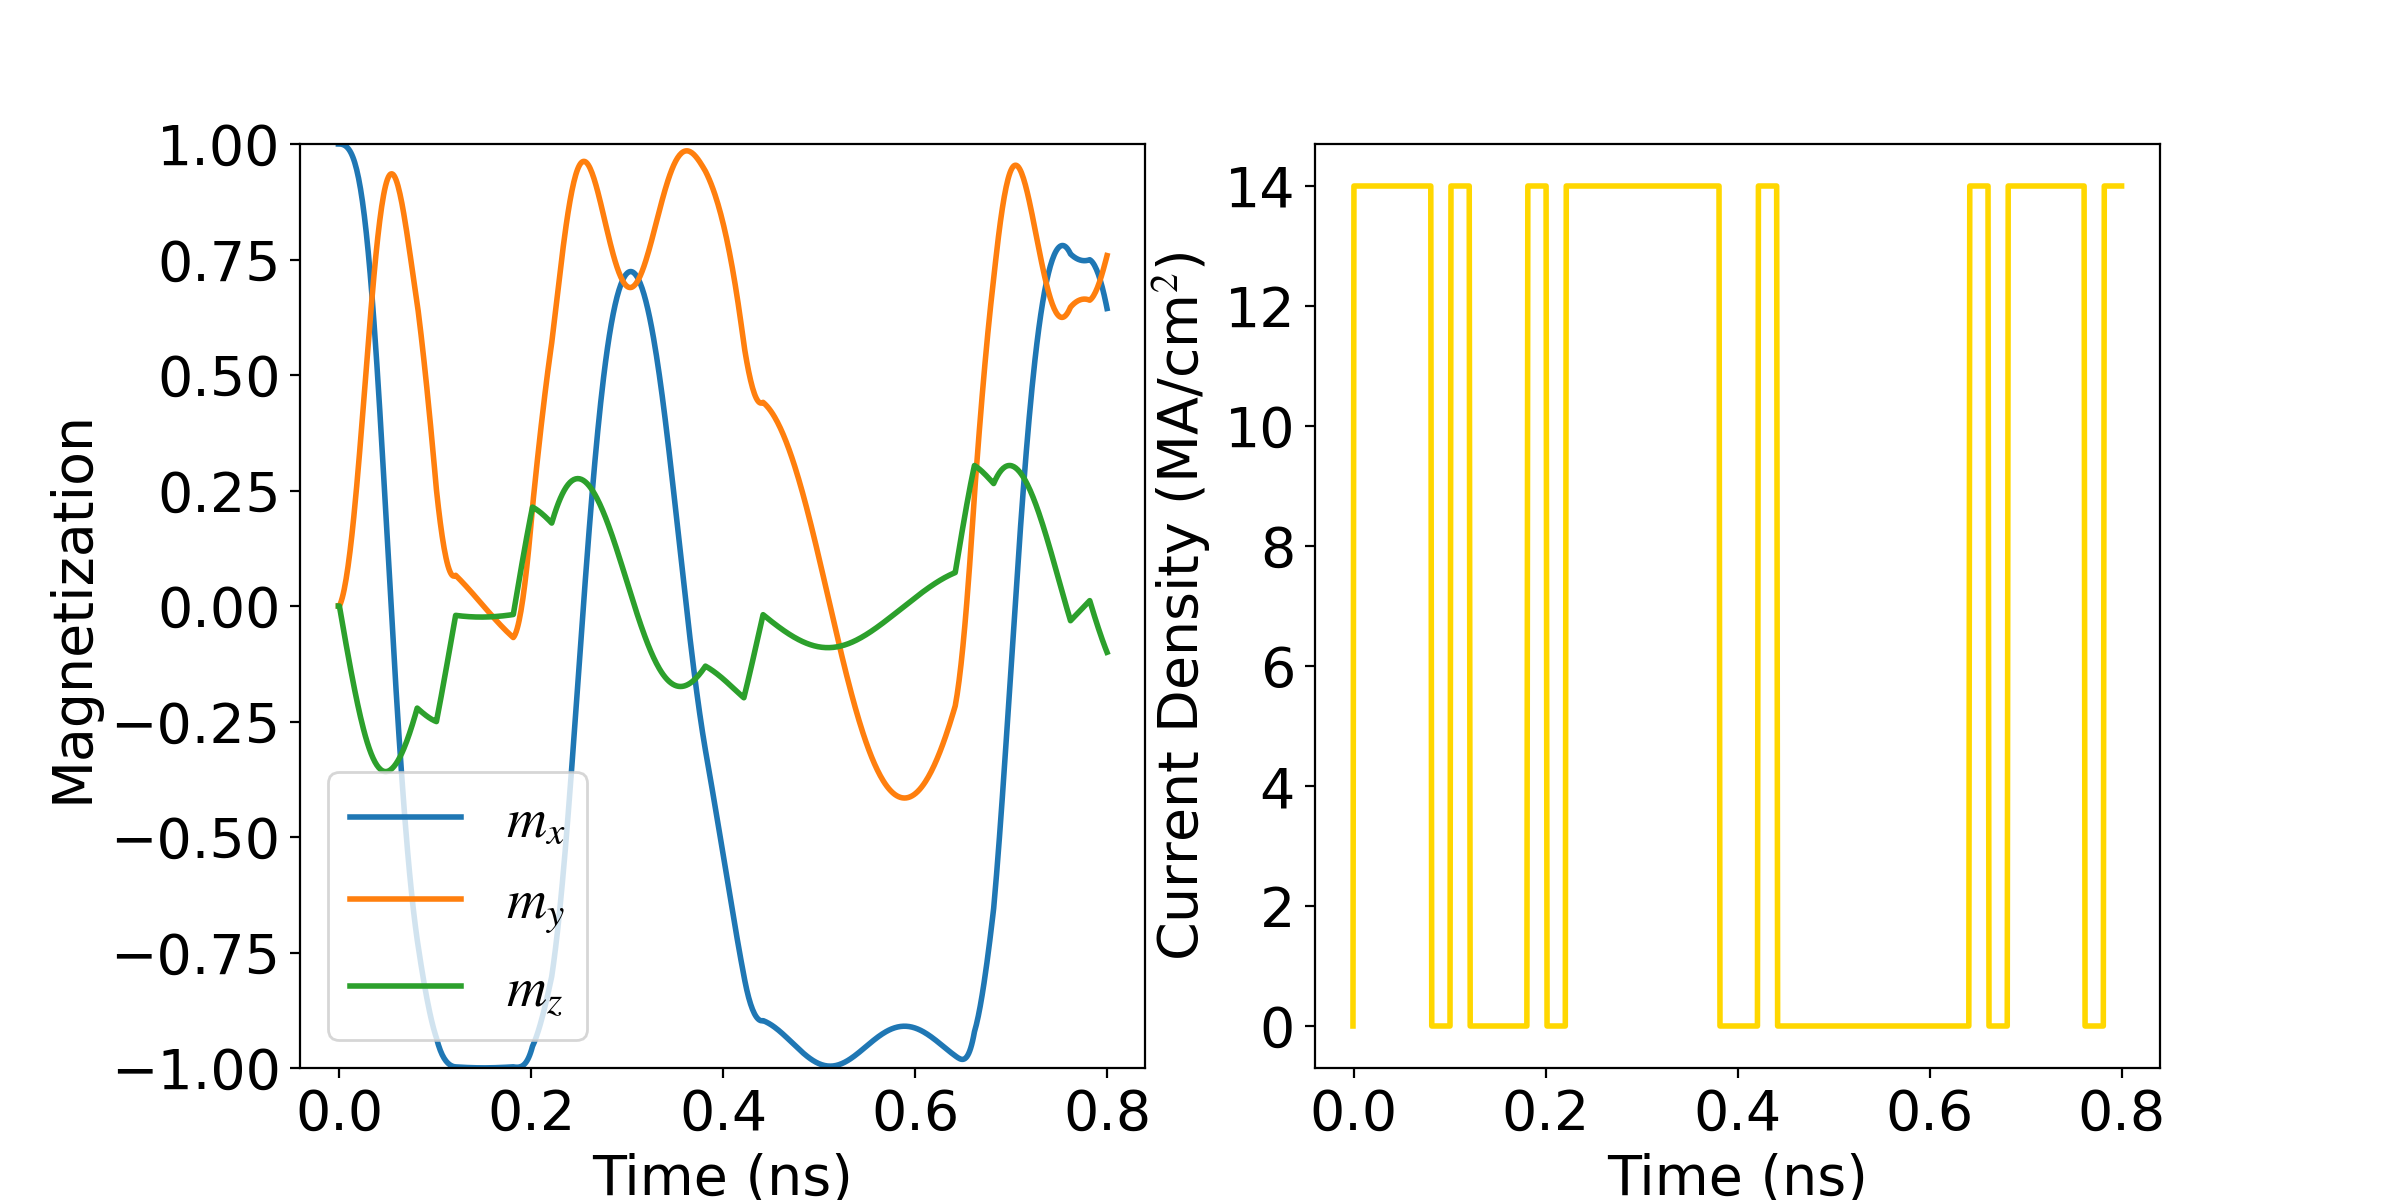 Magnetization
1.00
0.75
0.50
0.25
0.00
−0.25
−0.50
−0.75
−1.00
m_x
m_y
m_z
0.0 0.2 0.4 0.6 0.8
Time (ns)
Current Density (MA/cm²)
14
12
10
8
6
4
2
0
0.0 0.2 0.4 0.6 0.8
Time (ns)